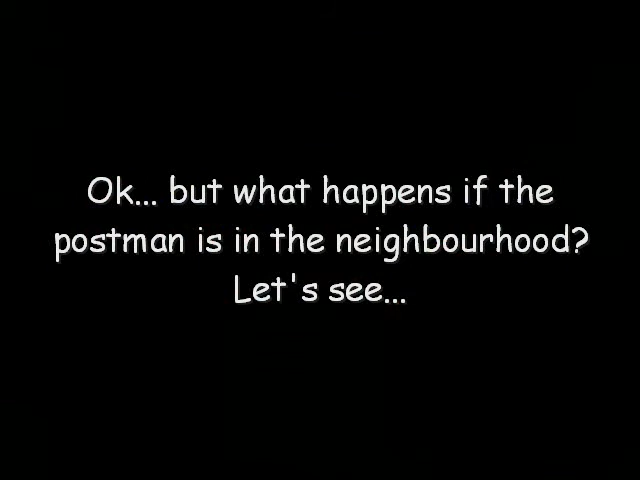 Ok... but what happens if the
postman is in the neighbourhood?
Let's see...